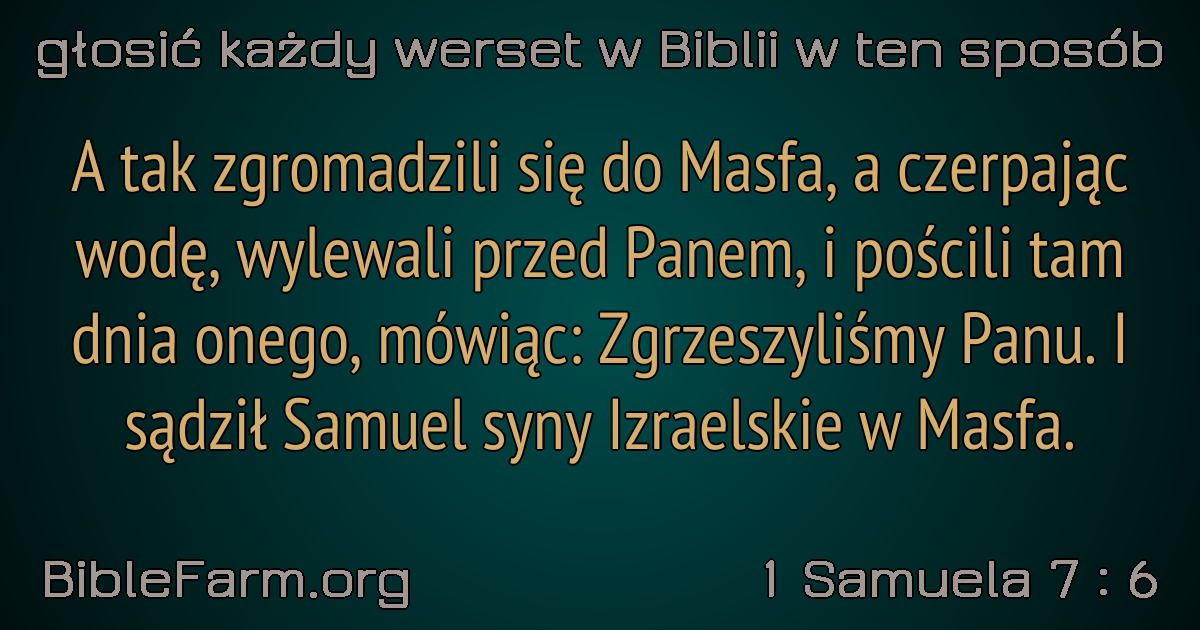 głosić każdy werset w Biblii w ten sposób
A tak zgromadzili się do Masfa, a czerpając
wodę, wylewali przed Panem, i pościli tam
dnia onego, mówiąc: Zgrzeszyliśmy Panu. I
sądził Samuel syny Izraelskie w Masfa.
BibleFarm.org
1 Samuela 7 : 6